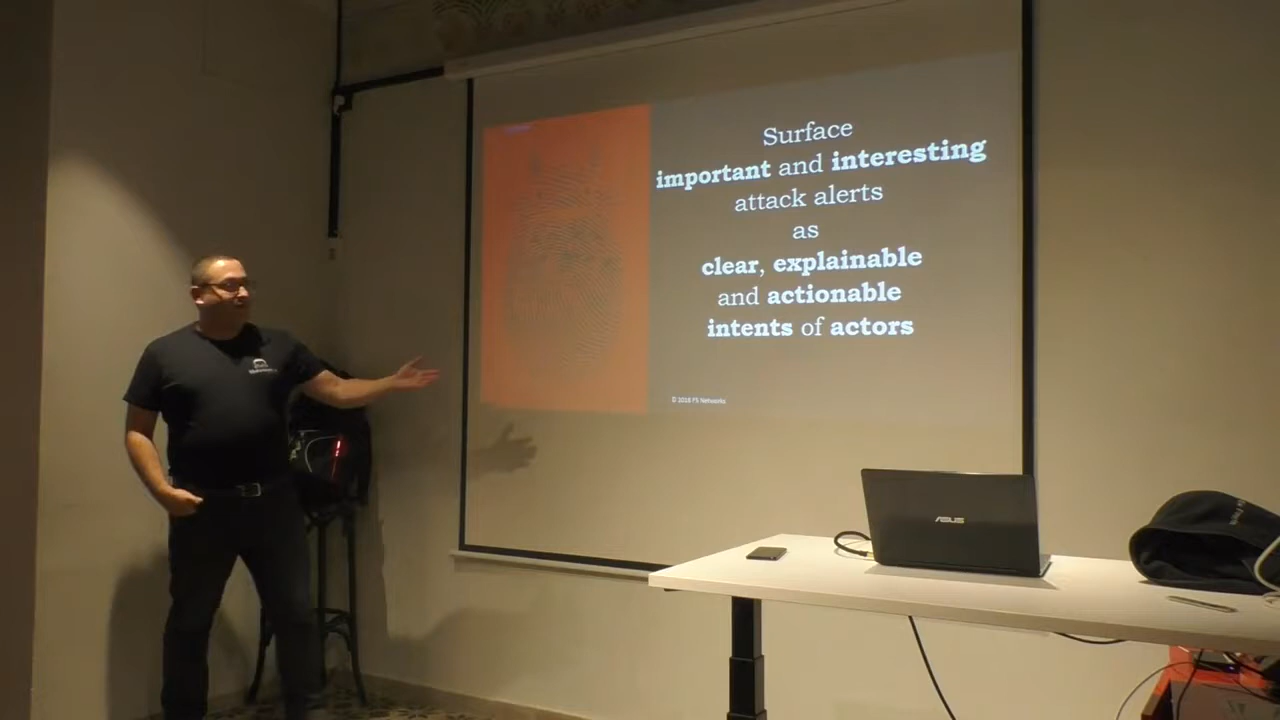 Surface
important and interesting
attack alerts
as
clear, explainable
and actionable
intents of actors
© 2018 F5 Networks
ASUS